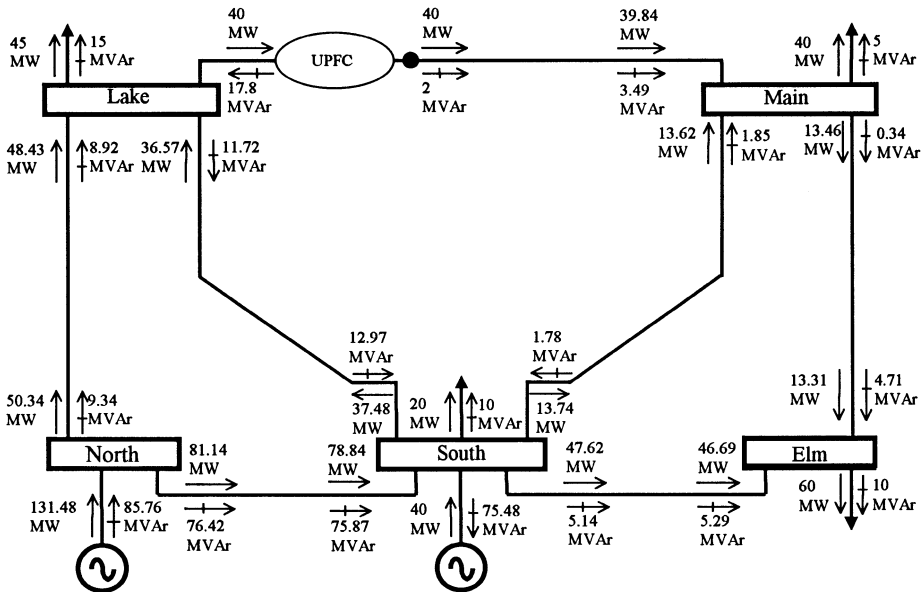 40
MW
40
MW
39.84
MW
45
MW
15
MVAr
UPFC
40
MW
5
MVAr
17.8
MVAr
2
MVAr
3.49
MVAr
Lake
Main
48.43
MW
8.92
MVAr
36.57
MW
11.72
MVAr
13.62
MW
1.85
MVAr
13.46
MW
0.34
MVAr
12.97
MVAr
1.78
MVAr
50.34
MW
9.34
MVAr
37.48
MW
20
MW
10
MVAr
13.74
MW
13.31
MW
4.71
MVAr
North
81.14
MW
78.84
MW
South
47.62
MW
46.69
MW
Elm
131.48
MW
85.76
MVAr
76.42
MVAr
75.87
MVAr
40
MW
75.48
MVAr
5.14
MVAr
5.29
MVAr
60
MW
10
MVAr